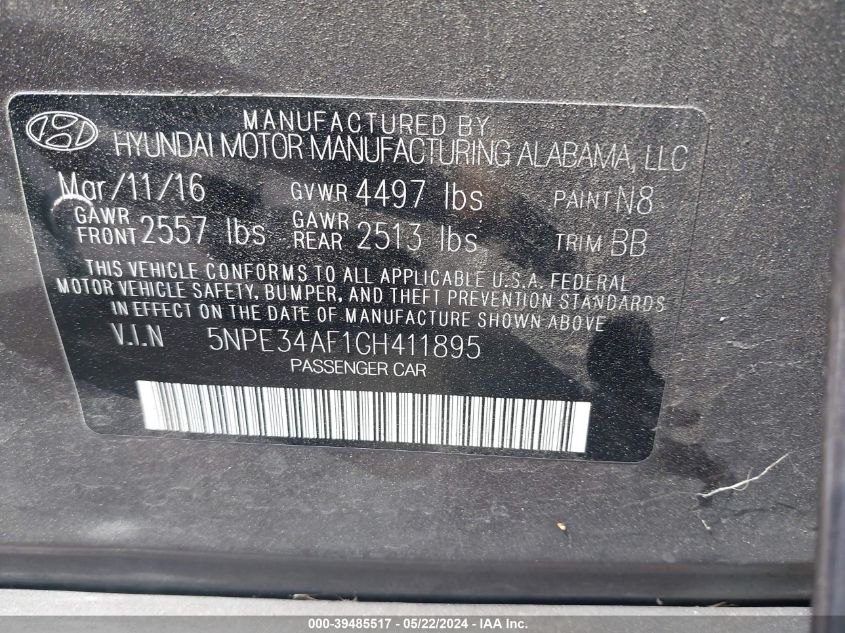 MANUFACTURED BY
HYUNDAI MOTOR MANUFACTURING ALABAMA, LLC
Mar/11/16 GVWR 4497 lbs PAINT N8
GAWR FRONT 2557 lbs GAWR REAR 2513 lbs TRIM BB
THIS VEHICLE CONFORMS TO ALL APPLICABLE U.S.A. FEDERAL
MOTOR VEHICLE SAFETY, BUMPER, AND THEFT PREVENTION STANDARDS
IN EFFECT ON THE DATE OF MANUFACTURE SHOWN ABOVE
V.I.N 5NPE34AF1GH411895
PASSENGER CAR
000-39485517 - 05/22/2024 - IAA Inc.